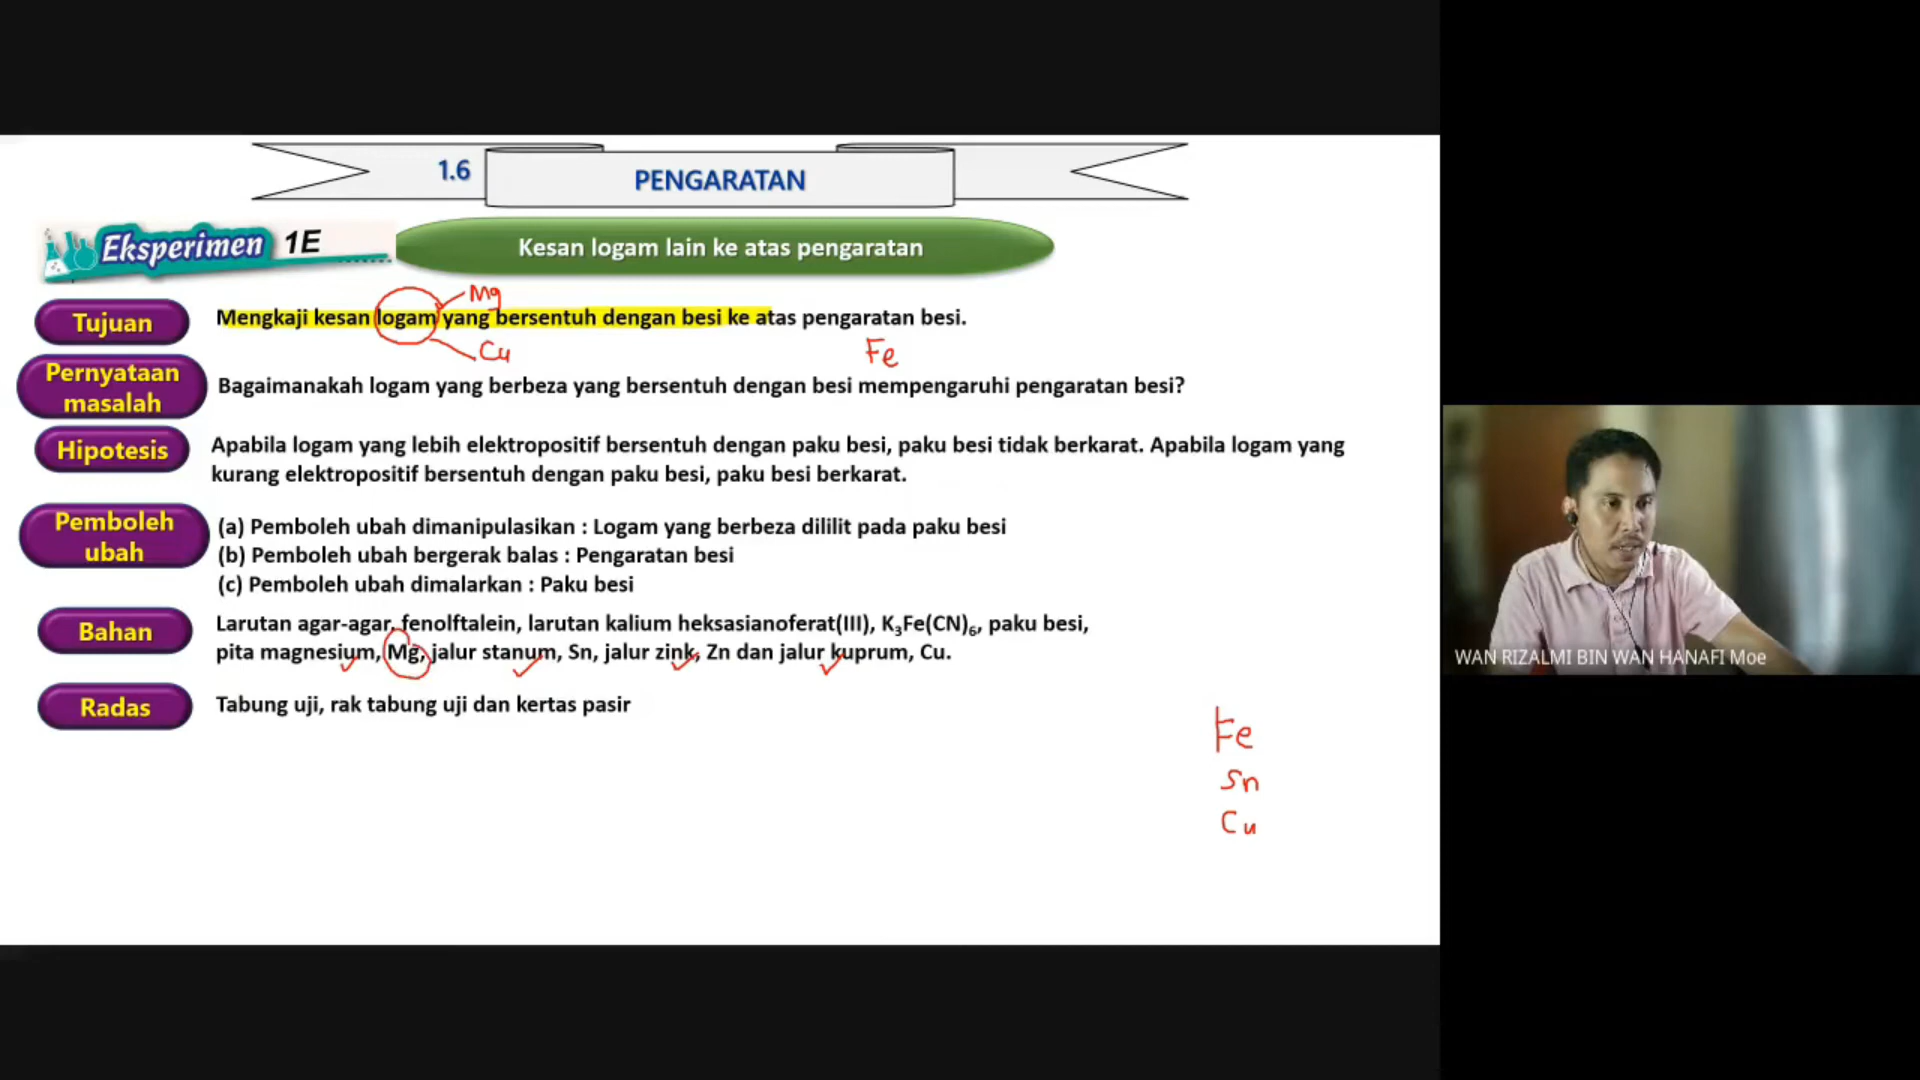 1.6
PENGARATAN
Eksperimen 1E
Kesan logam lain ke atas pengaratan
Mg
Tujuan
Mengkaji kesan logam yang bersentuh dengan besi ke atas pengaratan besi.
Cu
Fe
Pernyataan
masalah
Bagaimanakah logam yang berbeza yang bersentuh dengan besi mempengaruhi pengaratan besi?
Hipotesis
Apabila logam yang lebih elektropositif bersentuh dengan paku besi, paku besi tidak berkarat. Apabila logam yang
kurang elektropositif bersentuh dengan paku besi, paku besi berkarat.
Pemboleh
ubah
(a) Pemboleh ubah dimanipulasikan : Logam yang berbeza dililit pada paku besi
(b) Pemboleh ubah bergerak balas : Pengaratan besi
(c) Pemboleh ubah dimalarkan : Paku besi
Bahan
Larutan agar-agar, fenolftalein, larutan kalium heksasianoferat(III), K₃Fe(CN)₆, paku besi,
pita magnesium, Mg, jalur stanum, Sn, jalur zink, Zn dan jalur kuprum, Cu.
Radas
Tabung uji, rak tabung uji dan kertas pasir
Fe
Sn
Cu
WAN RIZALMI BIN WAN HANAFI Moe